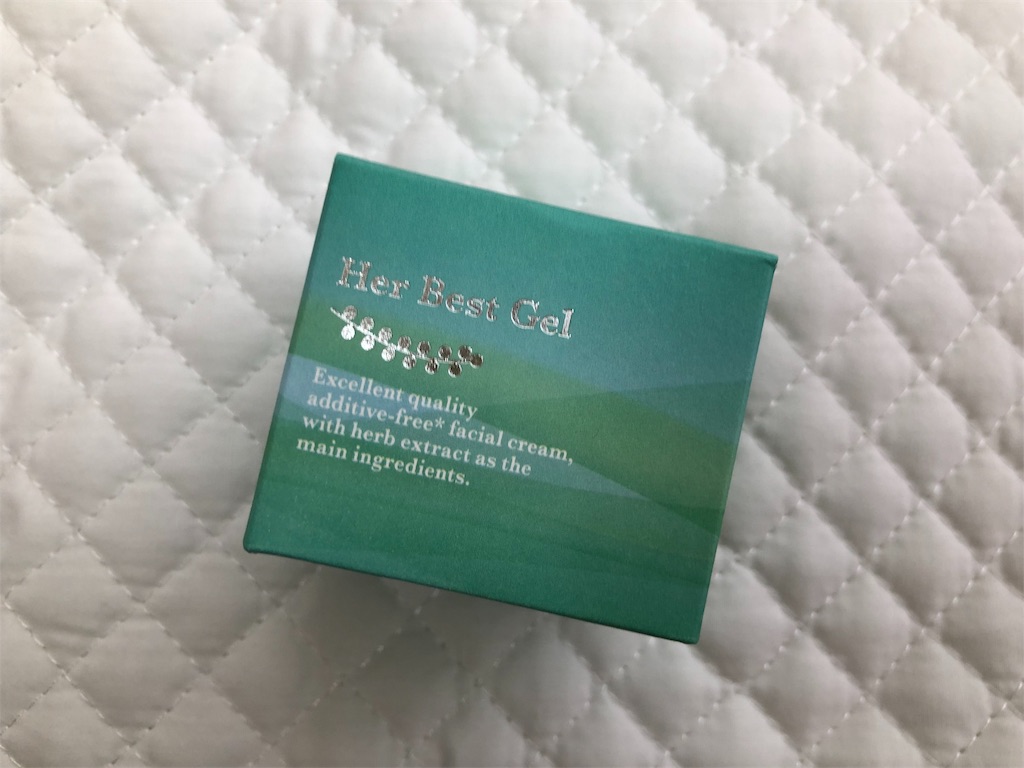 Her Best Gel
Excellent quality
additive-free* facial cream,
with herb extract as the
main ingredients.